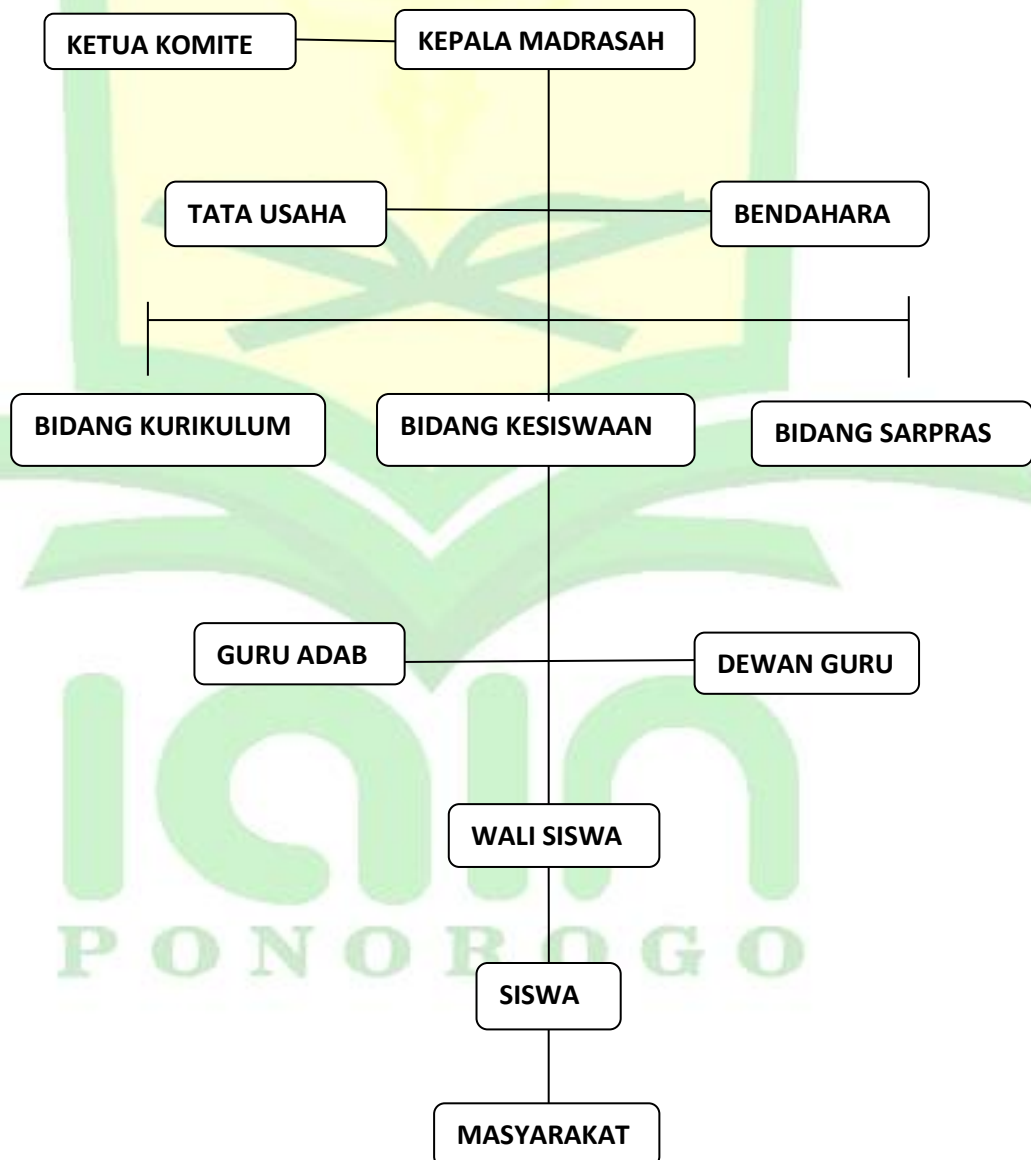 KETUA KOMITE
KEPALA MADRASAH
TATA USAHA
BENDAHARA
BIDANG KURIKULUM
BIDANG KESISWAAN
BIDANG SARPRAS
GURU ADAB
DEWAN GURU
iain
PONOROGO
WALI SISWA
SISWA
MASYARAKAT